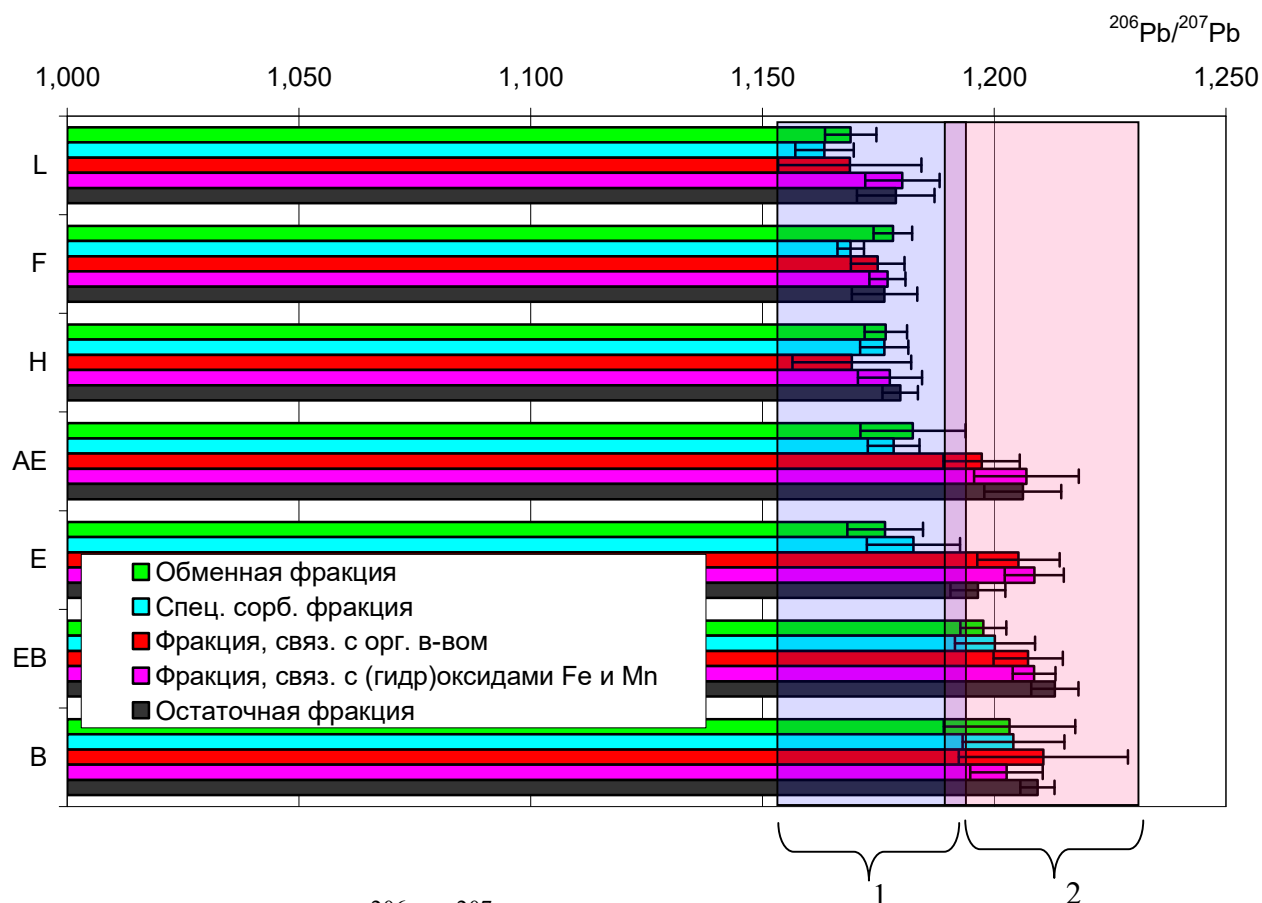 ²⁰⁶Pb/²⁰⁷Pb
1,000 1,050 1,100 1,150 1,200 1,250
L
F
H
AE
E
Обменная фракция
Спец. сорб. фракция
Фракция, связ. с орг. в-вом
EB
Фракция, связ. с (гидр)оксидами Fe и Mn
Остаточная фракция
B
1 2